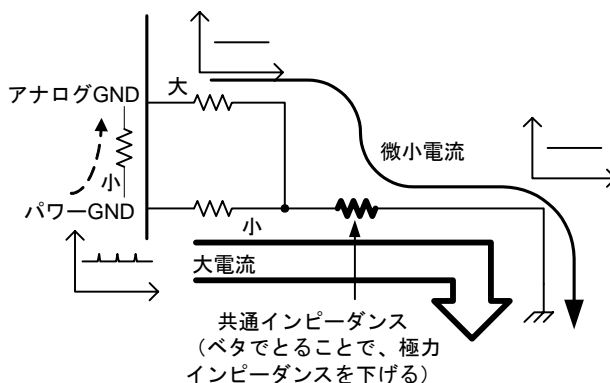 アナログGND
大
微小電流
小
パワーGND
小
大電流
共通インピーダンス
（ベタでとることで、極力
インピーダンスを下げる）